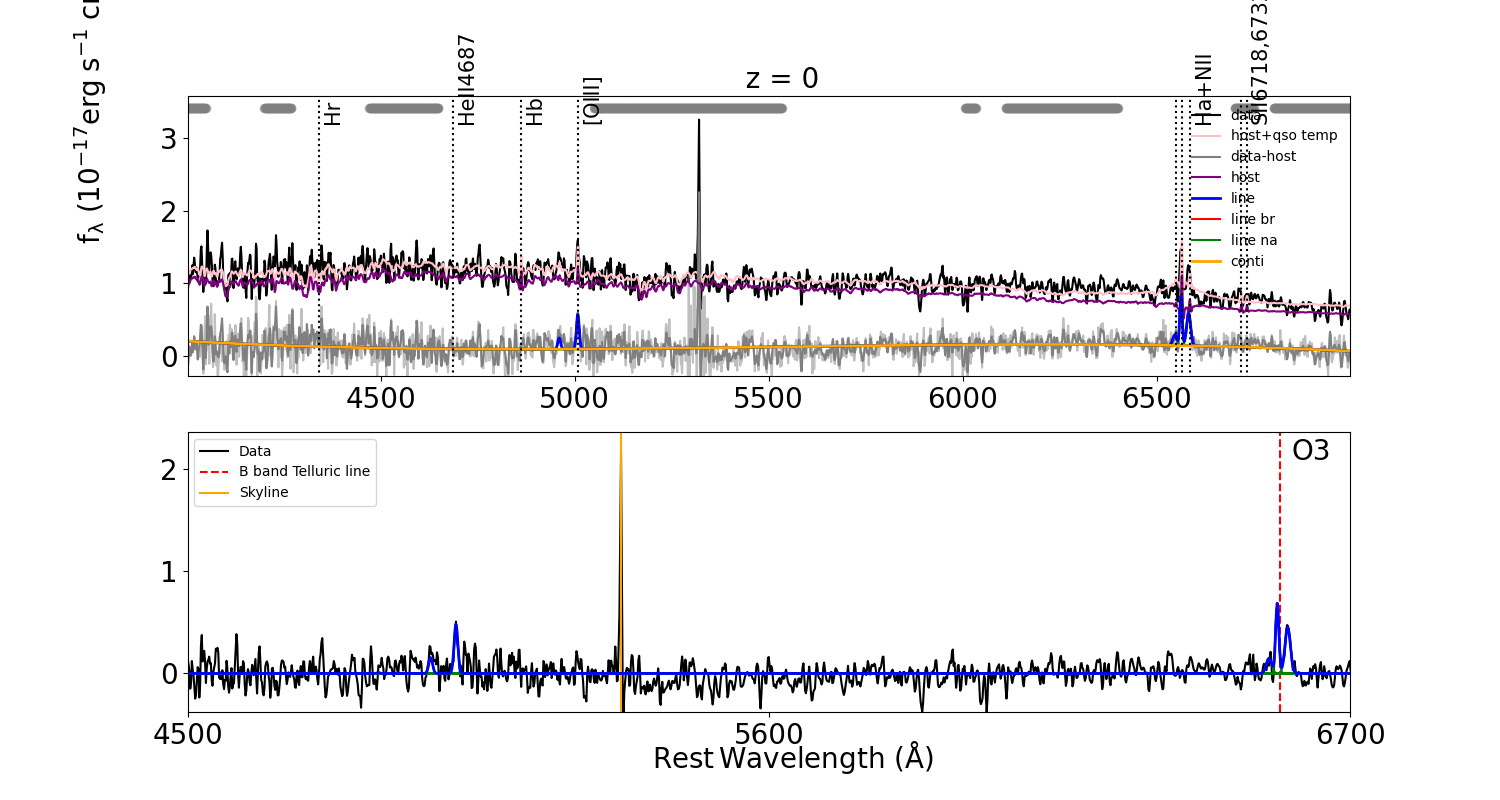 z = 0
f_λ (10^−17 erg s^−1
Hr
HeII4687
Hb
[OIII]
Ha+NII
data
host+qso temp
data-host
host
line
line br
line na
conti
3
2
1
0
4500
5000
5500
6000
6500
Data
B band Telluric line
Skyline
O3
2
1
0
4500
5600
6700
Rest Wavelength (Å)